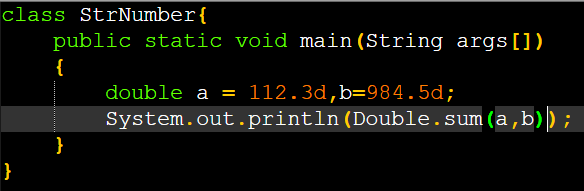 class StrNumber{
    public static void main(String args[])
    {
        double a = 112.3d,b=984.5d;
        System.out.println(Double.sum(a,b));
    }
}